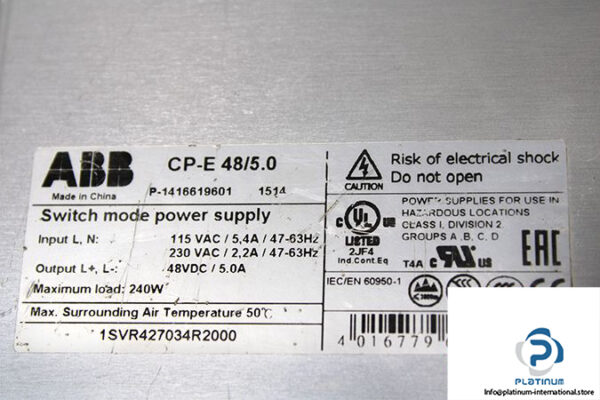 ABB
CP-E 48/5.0
Made in China
P-1416619601 1514
Switch mode power supply
Input L, N: 115 VAC / 5,4A / 47-63Hz
230 VAC / 2,2A / 47-63Hz
Output L+, L-: 48VDC / 5.0A
Maximum load: 240W
Max. Surrounding Air Temperature 50℃
1SVR427034R2000
CAUTION
Risk of electrical shock
Do not open
C UL US
LISTED
2JF4
Ind.Cont.Eq
POWER SUPPLIES FOR USE IN
HAZARDOUS LOCATIONS
CLASS I, DIVISION 2
GROUPS A, B, C, D
T4A C US
EAC
IEC/EN 60950-1
4 016779
PLATINUM
Info@platinum-international.store